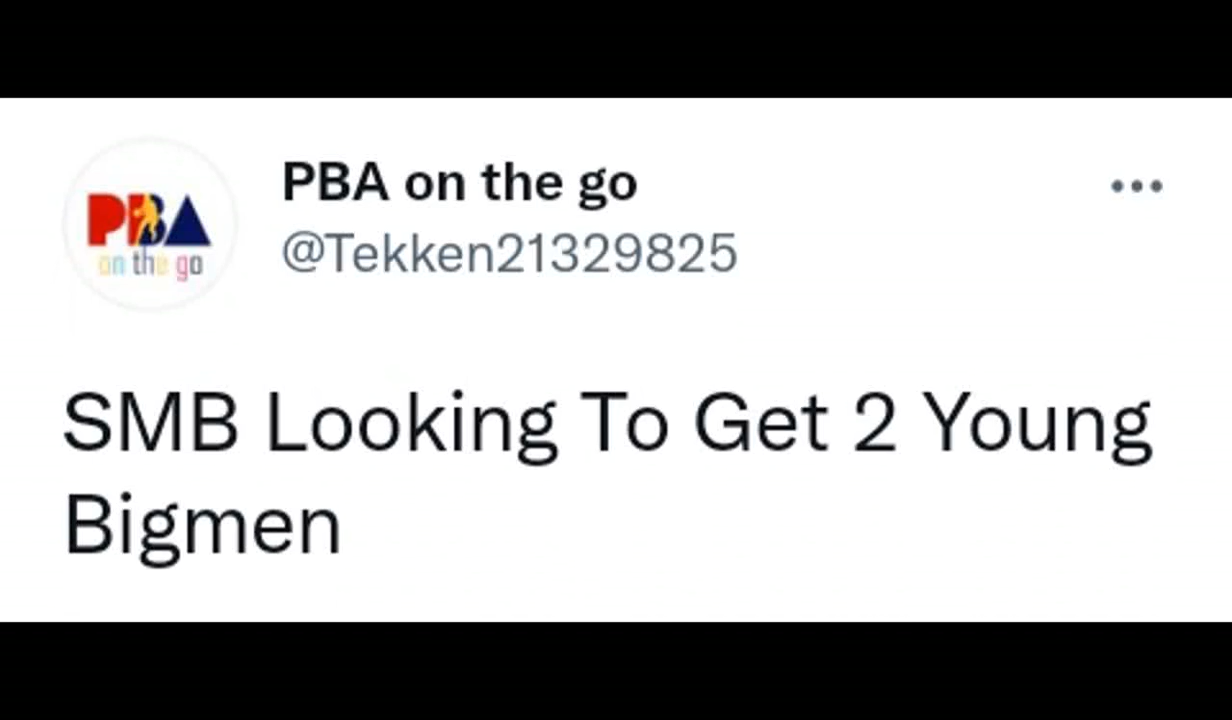 PBA
on the go
PBA on the go
@Tekken21329825
SMB Looking To Get 2 Young
Bigmen